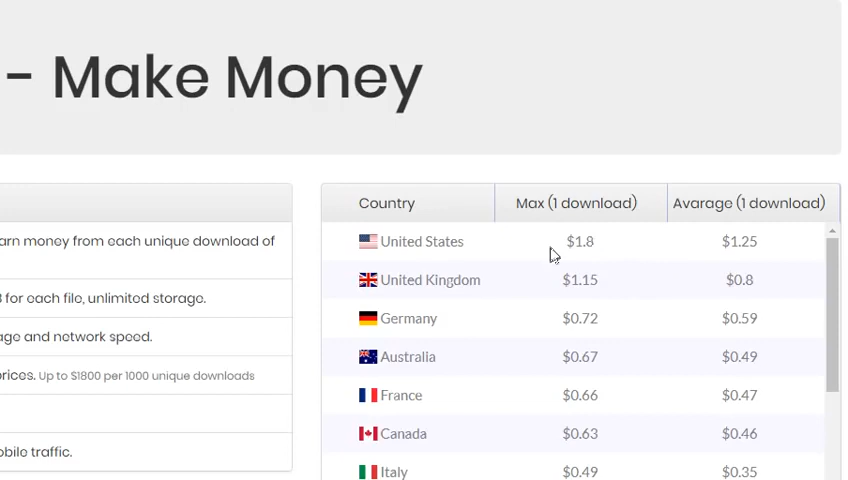 - Make Money
arn money from each unique download of
for each file, unlimited storage.
age and network speed.
rices. Up to $1800 per 1000 unique downloads
obile traffic.
Country Max (1 download) Avarage (1 download)
United States $1.8 $1.25
United Kingdom $1.15 $0.8
Germany $0.72 $0.59
Australia $0.67 $0.49
France $0.66 $0.47
Canada $0.63 $0.46
Italy $0.49 $0.35